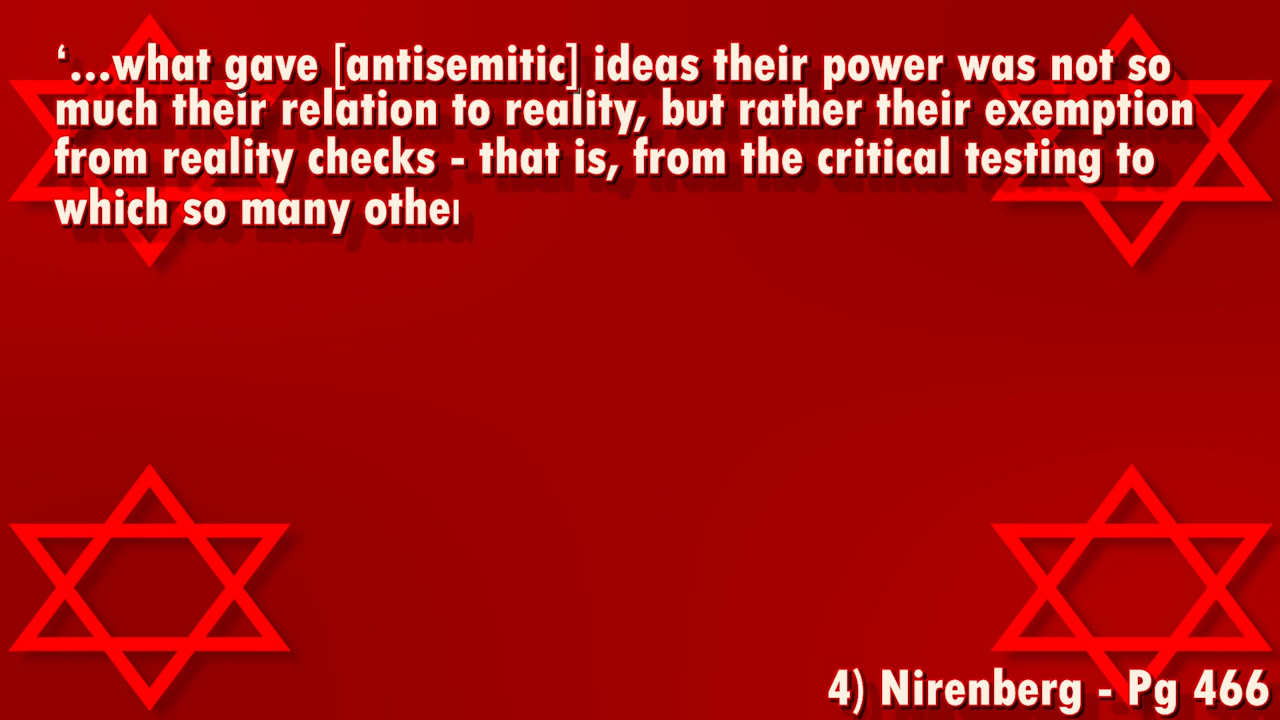 ‘...what gave [antisemitic] ideas their power was not so
much their relation to reality, but rather their exemption
from reality checks - that is, from the critical testing to
which so many
4) Nirenberg - Pg 466